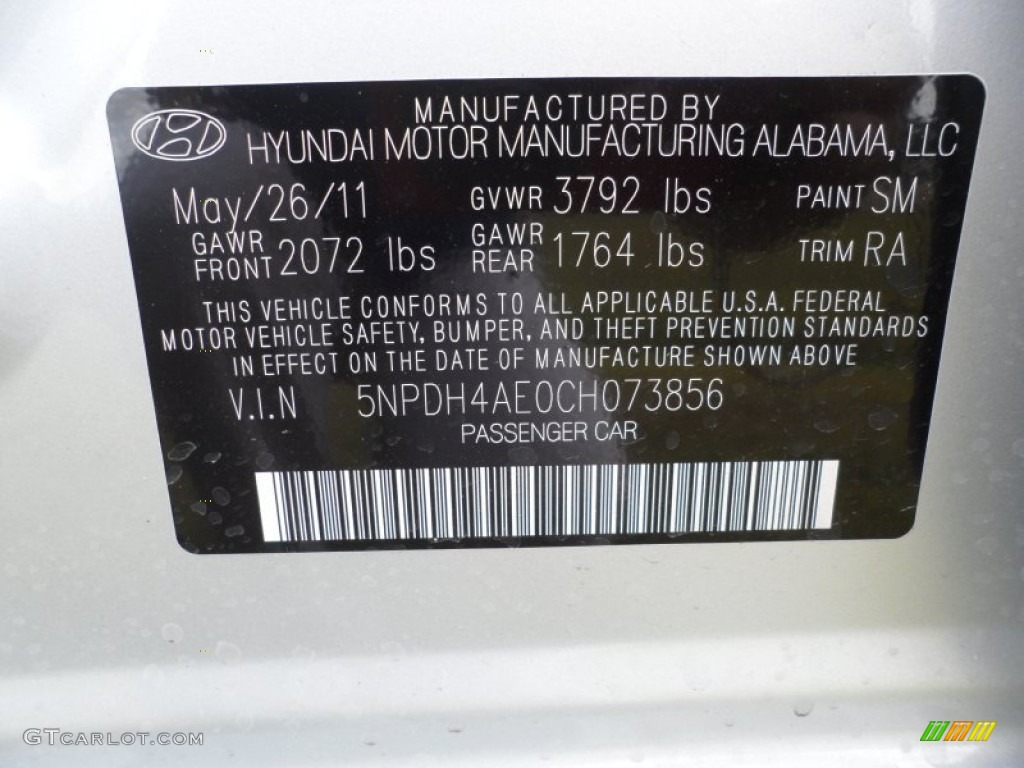 MANUFACTURED BY
HYUNDAI MOTOR MANUFACTURING ALABAMA, LLC
May/26/11 GVWR 3792 lbs PAINT SM
GAWR FRONT 2072 lbs GAWR REAR 1764 lbs TRIM RA
THIS VEHICLE CONFORMS TO ALL APPLICABLE U.S.A. FEDERAL
MOTOR VEHICLE SAFETY, BUMPER, AND THEFT PREVENTION STANDARDS
IN EFFECT ON THE DATE OF MANUFACTURE SHOWN ABOVE
V.I.N 5NPDH4AE0CH073856
PASSENGER CAR
GTCARLOT.COM